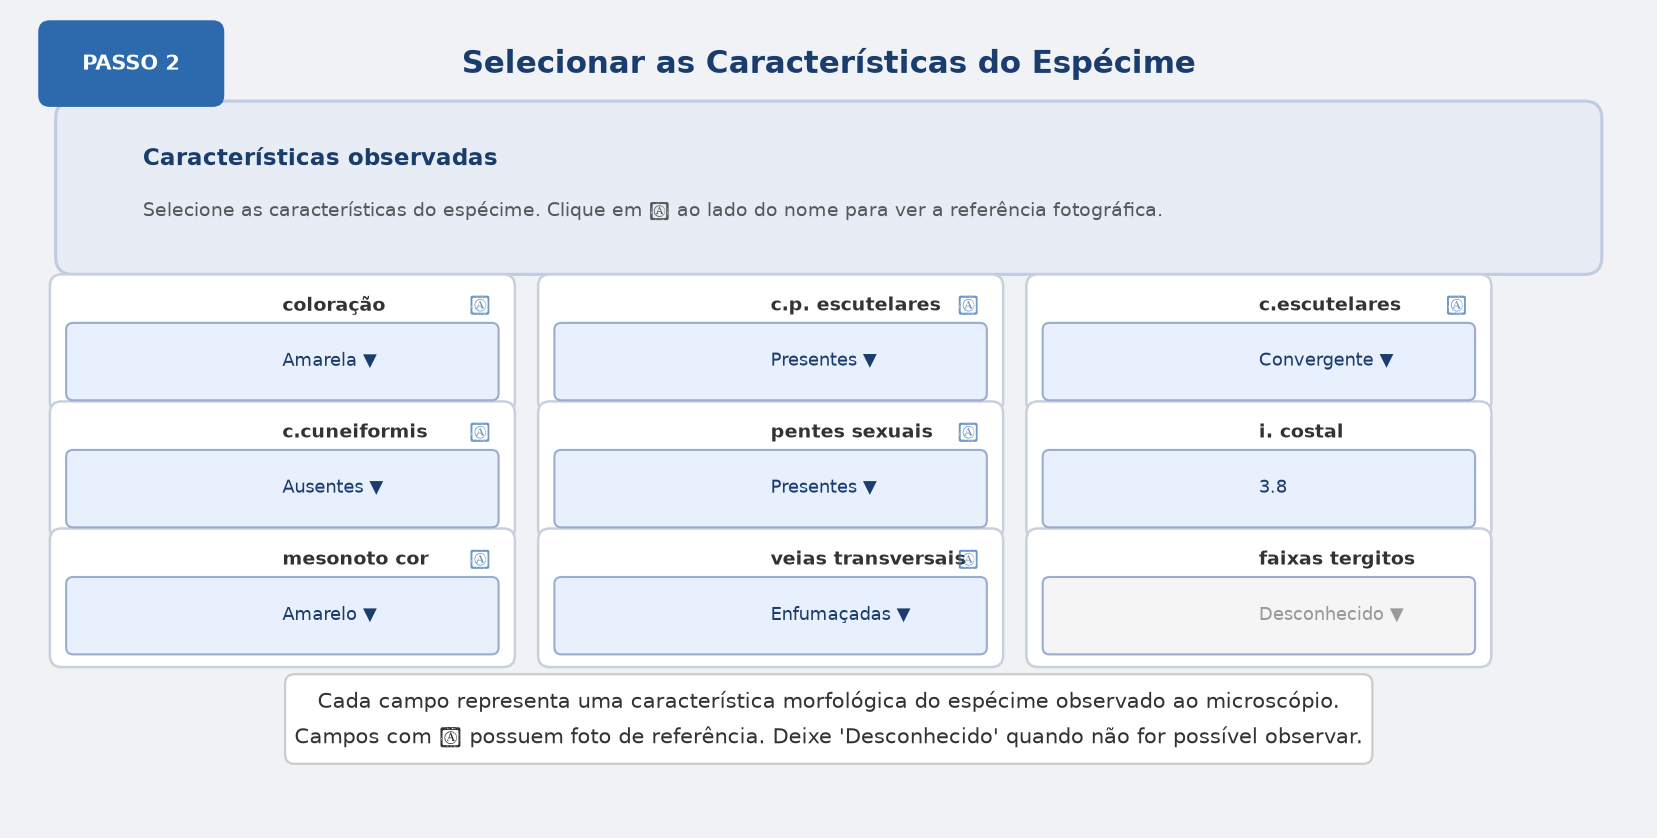 PASSO 2
Selecionar as Características do Espécime
Características observadas
Selecione as características do espécime. Clique em ao lado do nome para ver a referência fotográfica.
coloração
Amarela ▼
c.p. escutelares
Presentes ▼
c.escutelares
Convergente ▼
c.cuneiformis
Ausentes ▼
pentes sexuais
Presentes ▼
i. costal
3.8
mesonoto cor
Amarelo ▼
veias transversais
Enfumaçadas ▼
faixas tergitos
Desconhecido ▼
Cada campo representa uma característica morfológica do espécime observado ao microscópio.
Campos com possuem foto de referência. Deixe 'Desconhecido' quando não for possível observar.